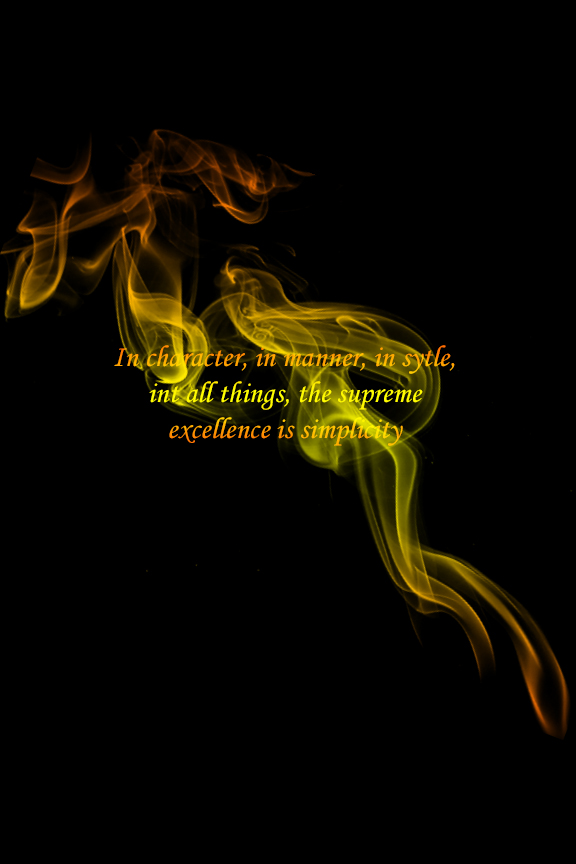 In character, in manner, in sytle,
int all things, the supreme
excellence is simplicity